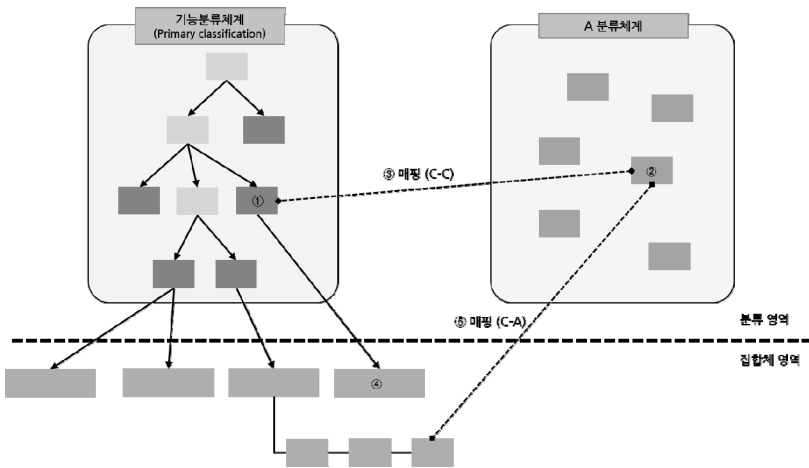 기능분류체계
(Primary classification)
A 분류체계
③ 매핑 (C-C)
①
②
⑤ 매핑 (C-A)
분류 영역
집합체 영역
④